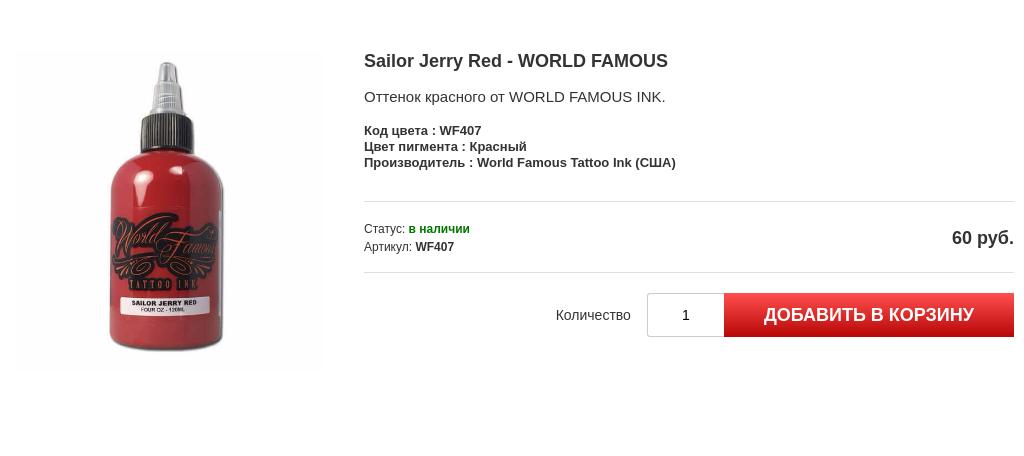 Sailor Jerry Red - WORLD FAMOUS
Оттенок красного от WORLD FAMOUS INK.
Код цвета : WF407
Цвет пигмента : Красный
Производитель : World Famous Tattoo Ink (США)
Статус: в наличии
Артикул: WF407
60 руб.
Количество 1 ДОБАВИТЬ В КОРЗИНУ
World Famous
TATTOO INK
SAILOR JERRY RED
FOUR OZ - 120ML